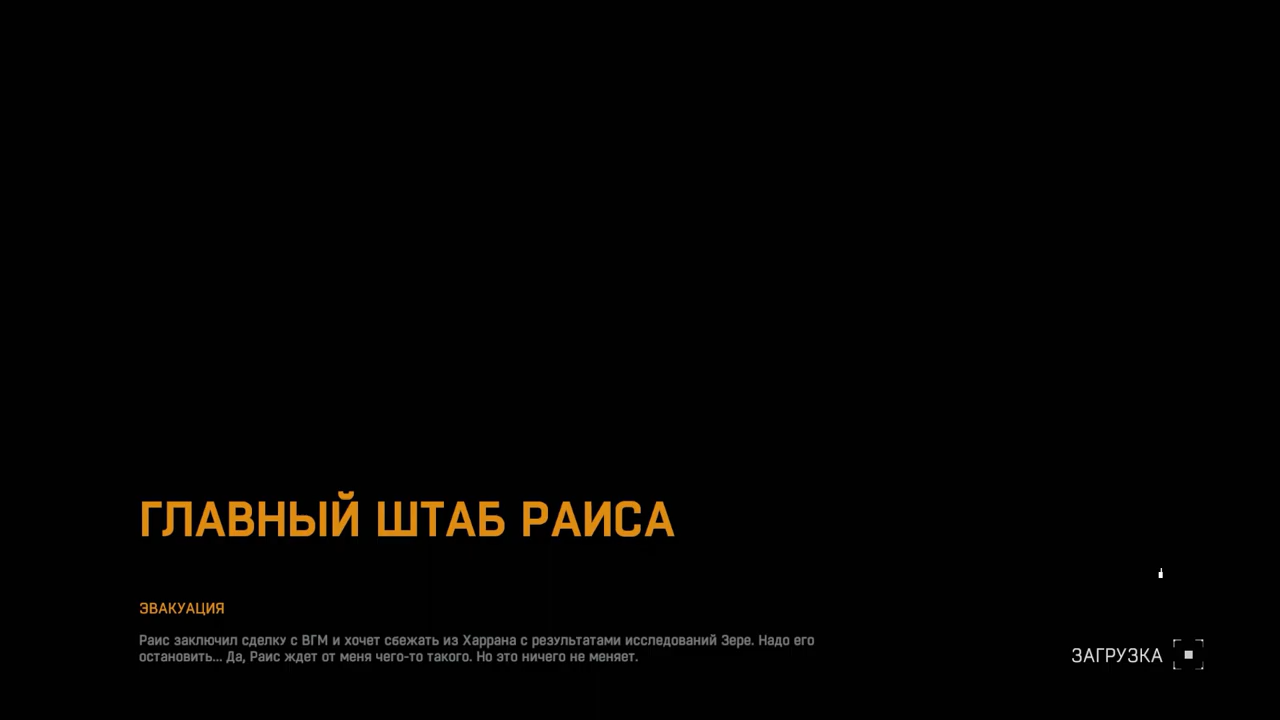 ГЛАВНЫЙ ШТАБ РАИСА
ЭВАКУАЦИЯ
Раис заключил сделку с ВГМ и хочет сбежать из Харрана с результатами исследований Зере. Надо его
остановить... Да, Раис ждет от меня чего-то такого. Но это ничего не меняет.
ЗАГРУЗКА